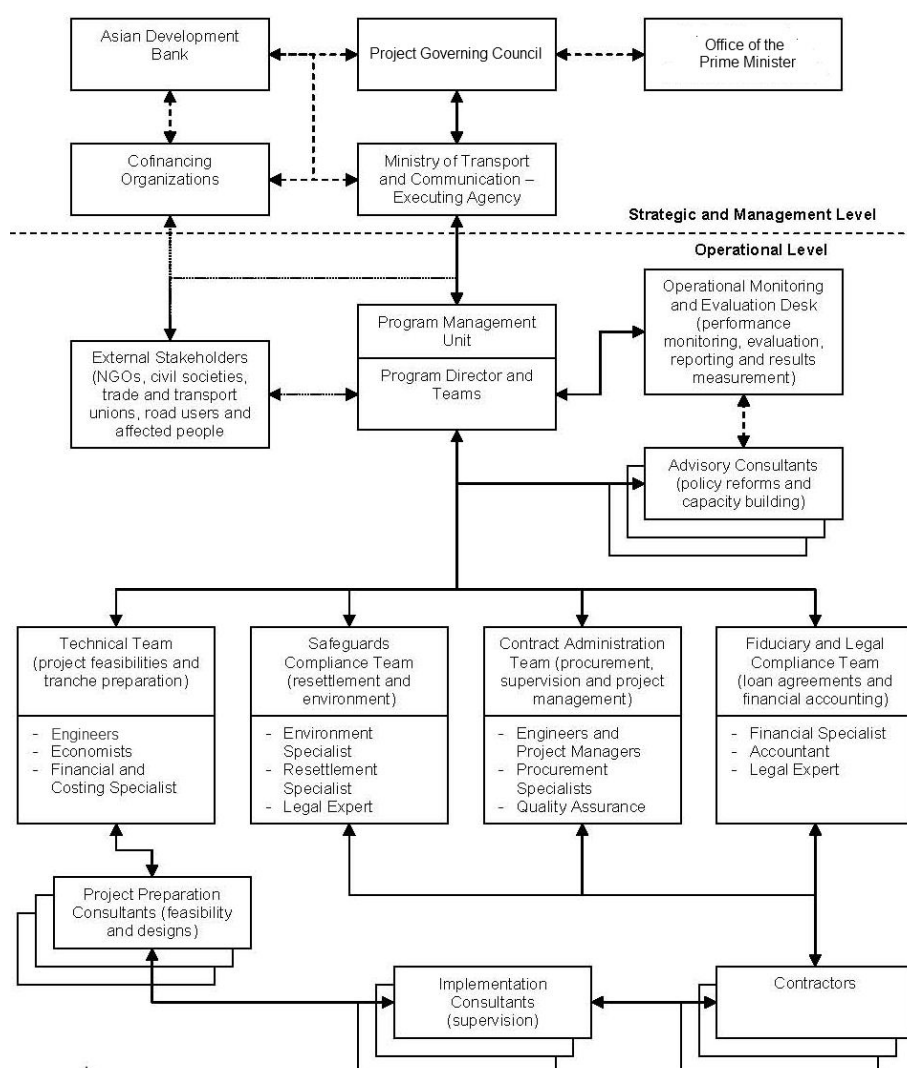 Asian Development
Bank
Project Governing Council
Office of the
Prime Minister
Cofinancing
Organizations
Ministry of Transport
and Communication –
Executing Agency
Strategic and Management Level
Operational Level
External Stakeholders
(NGOs, civil societies,
trade and transport
unions, road users and
affected people
Program Management
Unit
Program Director and
Teams
Operational Monitoring
and Evaluation Desk
(performance
monitoring, evaluation,
reporting and results
measurement)
Advisory Consultants
(policy reforms and
capacity building)
Technical Team
(project feasibilities and
tranche preparation)
- Engineers
- Economists
- Financial and
Costing Specialist
Safeguards
Compliance Team
(resettlement and
environment)
- Environment
Specialist
- Resettlement
Specialist
- Legal Expert
Contract Administration
Team (procurement,
supervision and project
management)
- Engineers and
Project Managers
- Procurement
Specialists
- Quality Assurance
Fiduciary and Legal
Compliance Team
(loan agreements and
financial accounting)
- Financial Specialist
- Accountant
- Legal Expert
Project Preparation
Consultants (feasibility
and designs)
Implementation
Consultants
(supervision)
Contractors